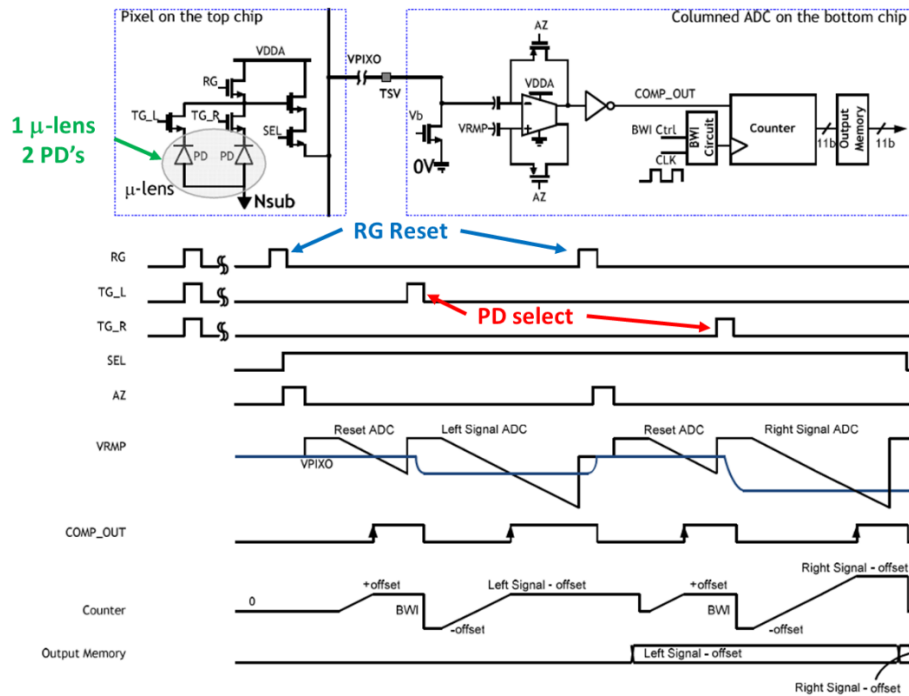 Pixel on the top chip
Columned ADC on the bottom chip
VDDA
RG
TG_L
TG_R
SEL
1 μ-lens
2 PD's
PD
PD
μ-lens
Nsub
VPIXO
TSV
Vb
0V
AZ
VDDA
VRMP
AZ
COMP_OUT
BWI Ctrl
BWI
Circuit
CLK
Counter
11b
Output
Memory
11b
RG Reset
RG
TG_L
PD select
TG_R
SEL
AZ
VRMP
Reset ADC
Left Signal ADC
Reset ADC
Right Signal ADC
VPIXO
COMP_OUT
Counter
0
+offset
BWI
-offset
Left Signal - offset
+offset
BWI
-offset
Right Signal - offset
Output Memory
Left Signal - offset
Right Signal - offset